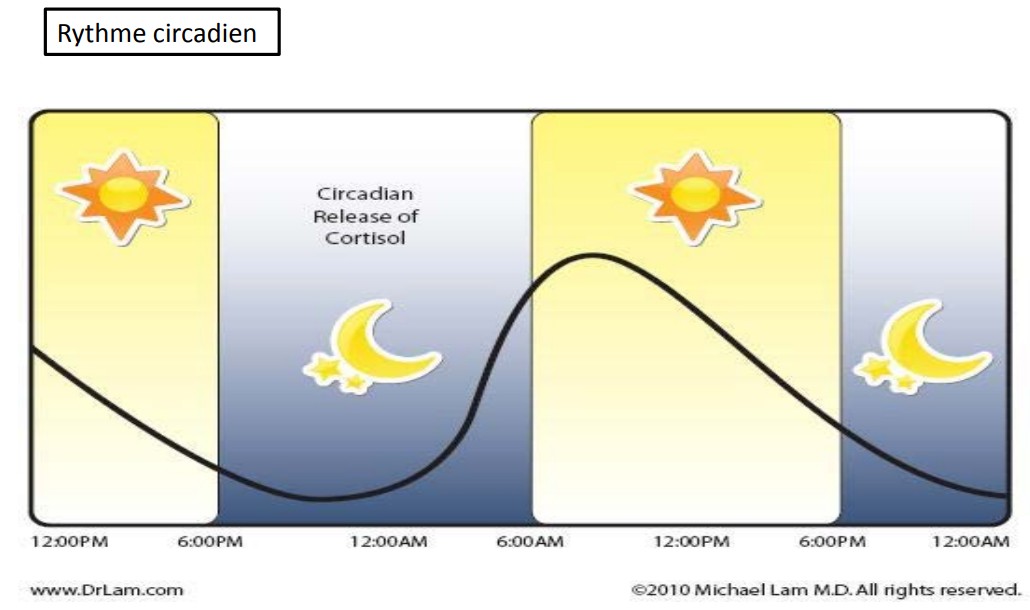 Rythme circadien
Circadian
Release of
Cortisol
12:00PM 6:00PM 12:00AM 6:00AM 12:00PM 6:00PM 12:00AM
www.DrLam.com ©2010 Michael Lam M.D. All rights reserved.